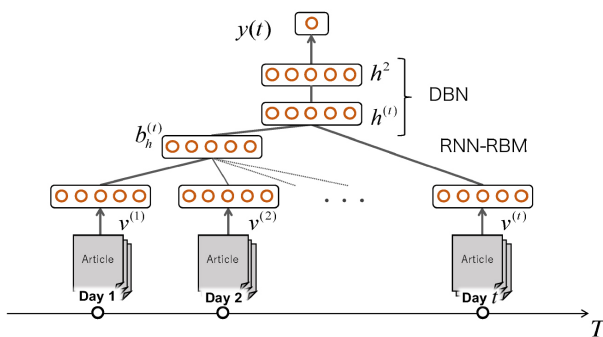 y(t)
h²
DBN
h⁽ᵗ⁾
b_h⁽ᵗ⁾
RNN-RBM
v⁽¹⁾
v⁽²⁾
. . .
v⁽ᵗ⁾
Article
Article
Article
Day 1
Day 2
Day t
T